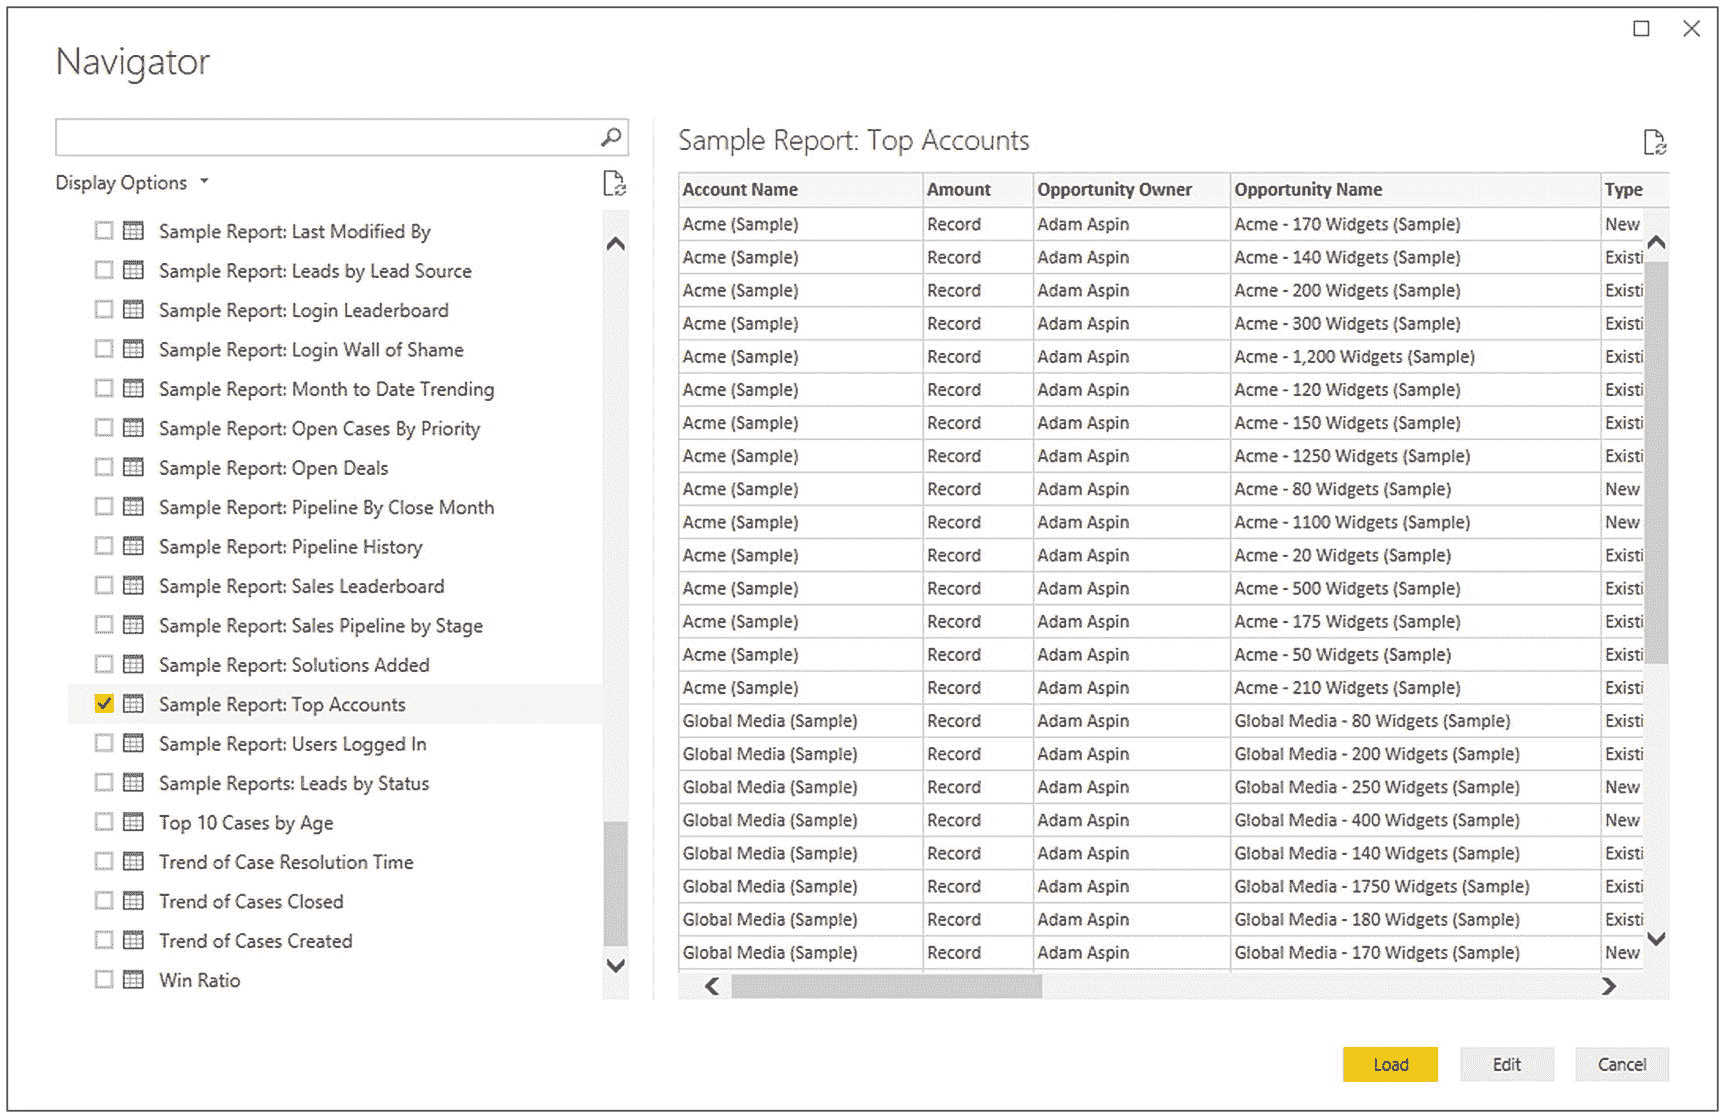 Navigator
Display Options
Sample Report: Last Modified By
Sample Report: Leads by Lead Source
Sample Report: Login Leaderboard
Sample Report: Login Wall of Shame
Sample Report: Month to Date Trending
Sample Report: Open Cases By Priority
Sample Report: Open Deals
Sample Report: Pipeline By Close Month
Sample Report: Pipeline History
Sample Report: Sales Leaderboard
Sample Report: Sales Pipeline by Stage
Sample Report: Solutions Added
Sample Report: Top Accounts
Sample Report: Users Logged In
Sample Reports: Leads by Status
Top 10 Cases by Age
Trend of Case Resolution Time
Trend of Cases Closed
Trend of Cases Created
Win Ratio
Sample Report: Top Accounts
Account Name Amount Opportunity Owner Opportunity Name Type
Acme (Sample) Record Adam Aspin Acme - 170 Widgets (Sample) New
Acme (Sample) Record Adam Aspin Acme - 140 Widgets (Sample) Existi
Acme (Sample) Record Adam Aspin Acme - 200 Widgets (Sample) Existi
Acme (Sample) Record Adam Aspin Acme - 300 Widgets (Sample) Existi
Acme (Sample) Record Adam Aspin Acme - 1,200 Widgets (Sample) Existi
Acme (Sample) Record Adam Aspin Acme - 120 Widgets (Sample) Existi
Acme (Sample) Record Adam Aspin Acme - 150 Widgets (Sample) Existi
Acme (Sample) Record Adam Aspin Acme - 1250 Widgets (Sample) Existi
Acme (Sample) Record Adam Aspin Acme - 80 Widgets (Sample) New
Acme (Sample) Record Adam Aspin Acme - 1100 Widgets (Sample) New
Acme (Sample) Record Adam Aspin Acme - 20 Widgets (Sample) Existi
Acme (Sample) Record Adam Aspin Acme - 500 Widgets (Sample) Existi
Acme (Sample) Record Adam Aspin Acme - 175 Widgets (Sample) Existi
Acme (Sample) Record Adam Aspin Acme - 50 Widgets (Sample) Existi
Acme (Sample) Record Adam Aspin Acme - 210 Widgets (Sample) Existi
Global Media (Sample) Record Adam Aspin Global Media - 80 Widgets (Sample) Existi
Global Media (Sample) Record Adam Aspin Global Media - 200 Widgets (Sample) Existi
Global Media (Sample) Record Adam Aspin Global Media - 250 Widgets (Sample) New
Global Media (Sample) Record Adam Aspin Global Media - 400 Widgets (Sample) New
Global Media (Sample) Record Adam Aspin Global Media - 140 Widgets (Sample) Existi
Global Media (Sample) Record Adam Aspin Global Media - 1750 Widgets (Sample) Existi
Global Media (Sample) Record Adam Aspin Global Media - 180 Widgets (Sample) Existi
Global Media (Sample) Record Adam Aspin Global Media - 170 Widgets (Sample) New
Load Edit Cancel